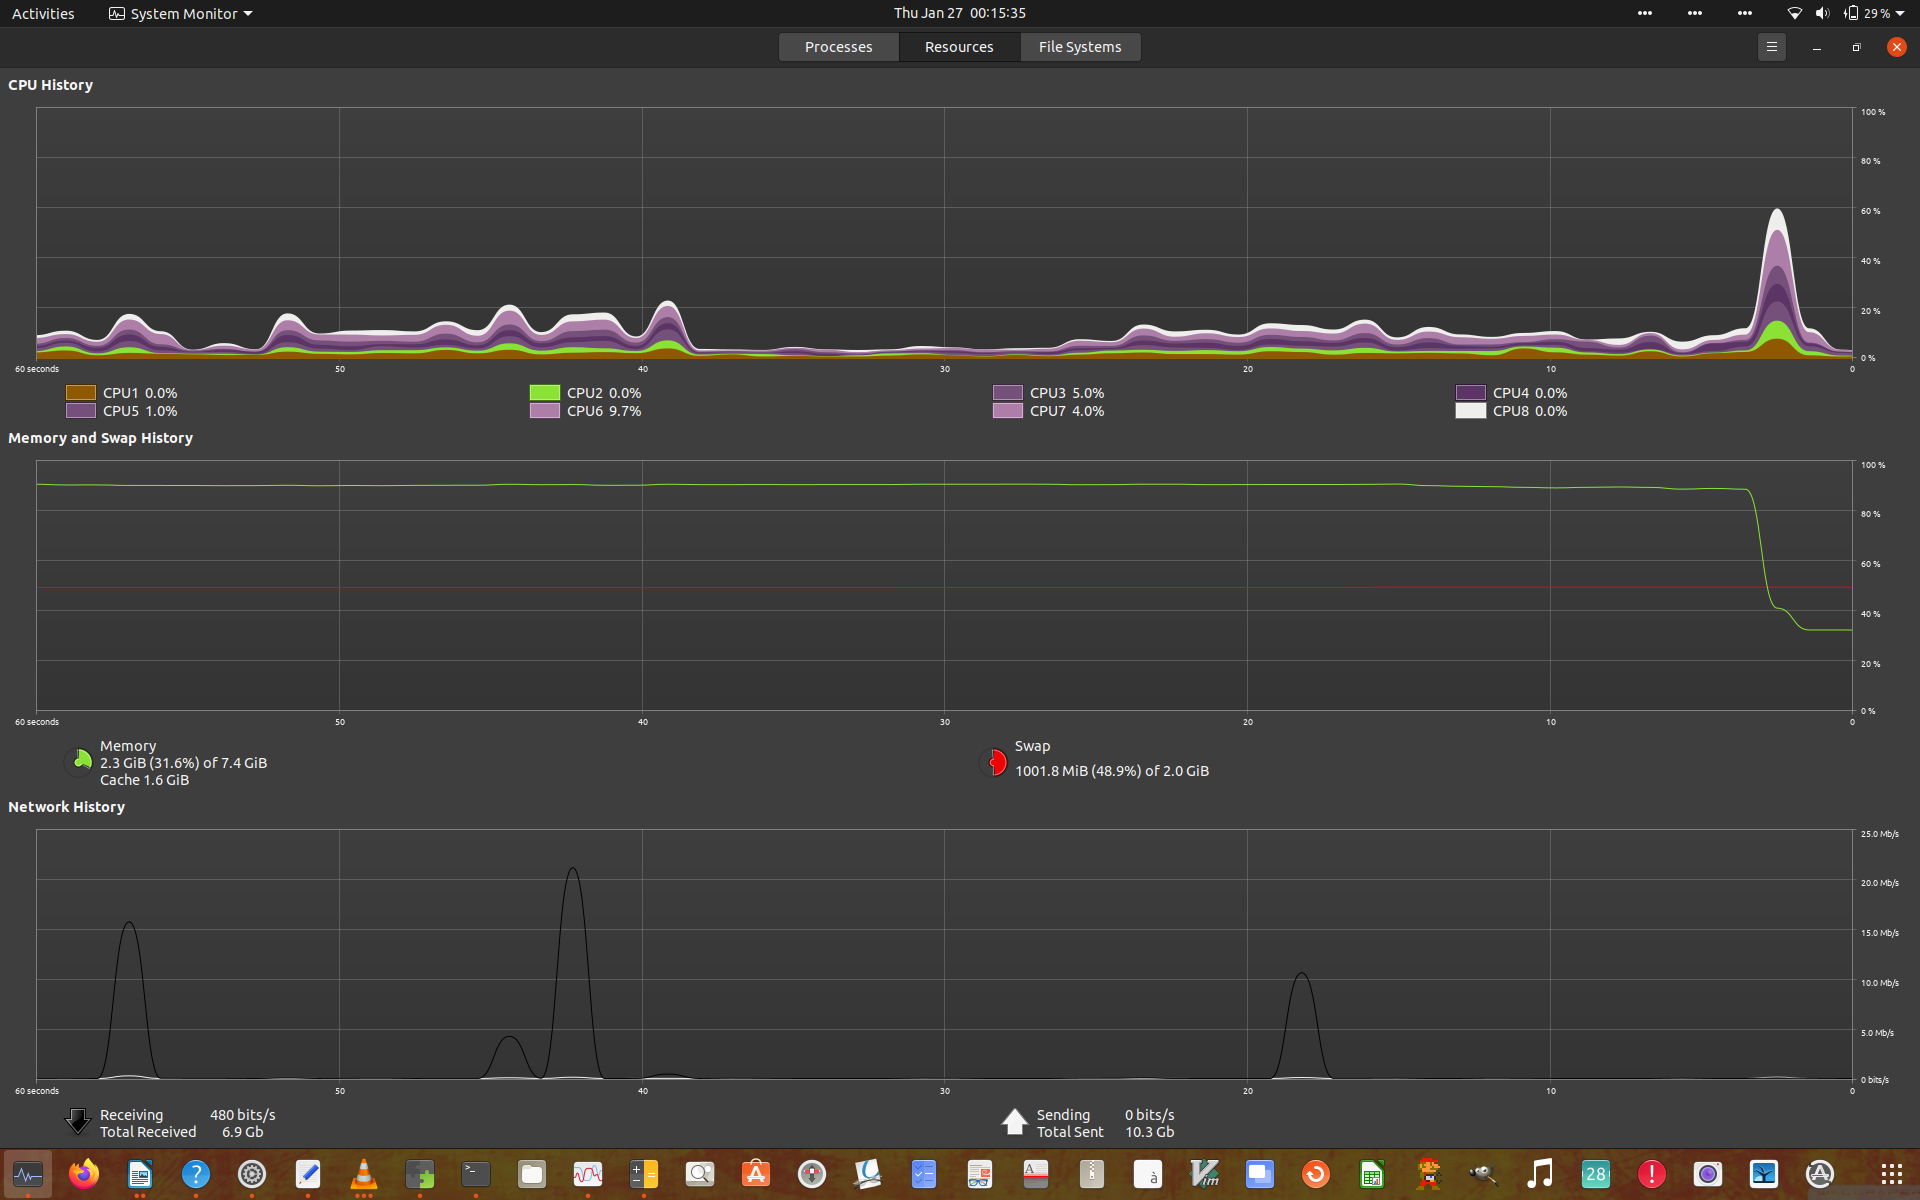 Activities System Monitor Thu Jan 27 00:15:35 29 %
Processes Resources File Systems
CPU History
100 %
80 %
60 %
40 %
20 %
0 %
60 seconds 50 40 30 20 10 0
CPU1 0.0% CPU2 0.0% CPU3 5.0% CPU4 0.0%
CPU5 1.0% CPU6 9.7% CPU7 4.0% CPU8 0.0%
Memory and Swap History
100 %
80 %
60 %
40 %
20 %
0 %
60 seconds 50 40 30 20 10 0
Memory Swap
2.3 GiB (31.6%) of 7.4 GiB 1001.8 MiB (48.9%) of 2.0 GiB
Cache 1.6 GiB
Network History
25.0 Mb/s
20.0 Mb/s
15.0 Mb/s
10.0 Mb/s
5.0 Mb/s
0 bits/s
60 seconds 50 40 30 20 10 0
Receiving 480 bits/s Sending 0 bits/s
Total Received 6.9 Gb Total Sent 10.3 Gb
? >_ A A à Vim 28 !